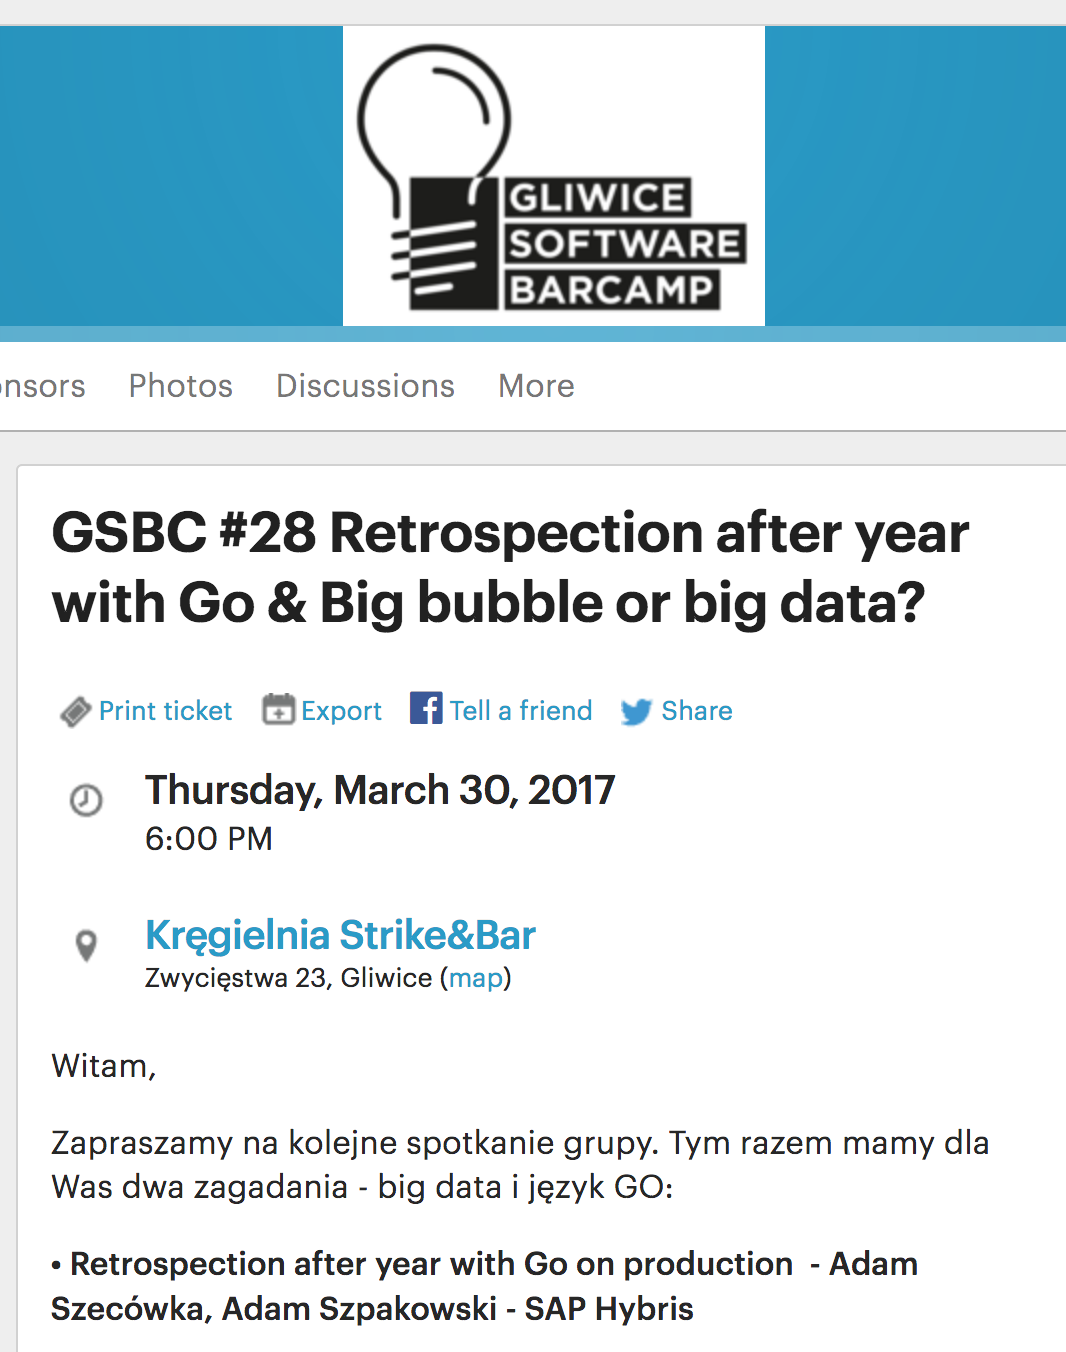 GLIWICE
SOFTWARE
BARCAMP
nsors Photos Discussions More
GSBC #28 Retrospection after year
with Go & Big bubble or big data?
Print ticket Export Tell a friend Share
Thursday, March 30, 2017
6:00 PM
Kręgielnia Strike&Bar
Zwycięstwa 23, Gliwice (map)
Witam,
Zapraszamy na kolejne spotkanie grupy. Tym razem mamy dla
Was dwa zagadania - big data i język GO:
• Retrospection after year with Go on production - Adam
Szecówka, Adam Szpakowski - SAP Hybris